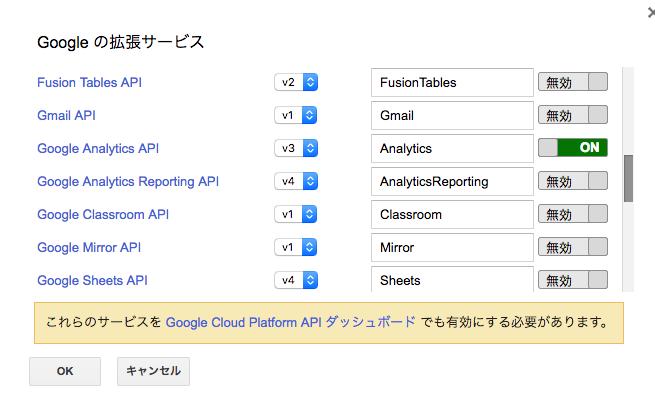 Google の拡張サービス
Fusion Tables API v2 FusionTables 無効
Gmail API v1 Gmail 無効
Google Analytics API v3 Analytics ON
Google Analytics Reporting API v4 AnalyticsReporting 無効
Google Classroom API v1 Classroom 無効
Google Mirror API v1 Mirror 無効
Google Sheets API v4 Sheets 無効
これらのサービスを Google Cloud Platform API ダッシュボード でも有効にする必要があります。
OK キャンセル